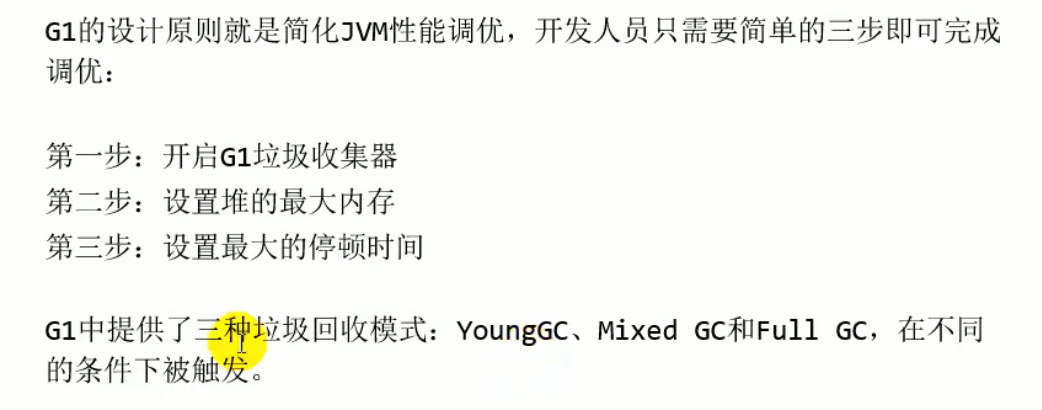 G1的设计原则就是简化JVM性能调优，开发人员只需要简单的三步即可完成
调优：
第一步：开启G1垃圾收集器
第二步：设置堆的最大内存
第三步：设置最大的停顿时间
G1中提供了三种垃圾回收模式：YoungGC、Mixed GC和Full GC，在不同
的条件下被触发。